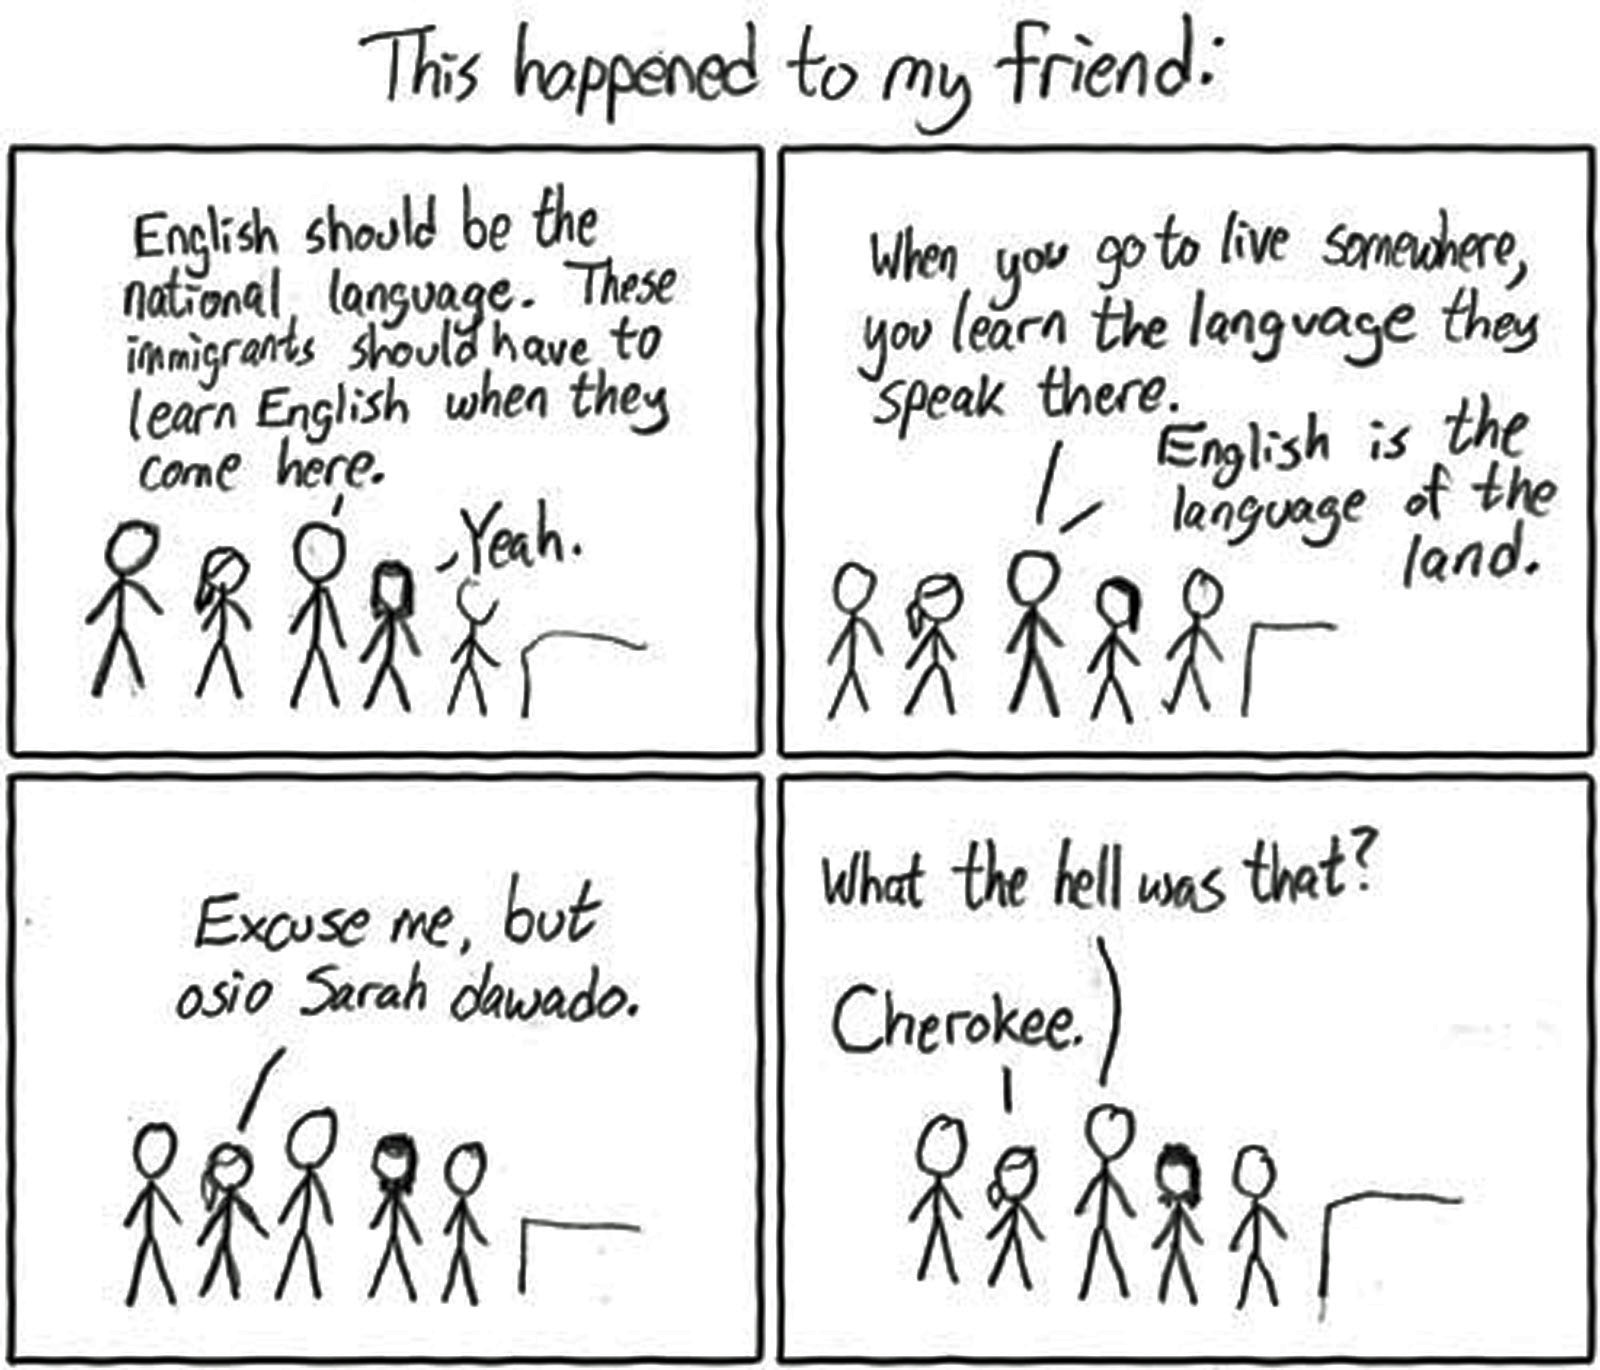 This happened to my friend:
English should be the
national language. These
immigrants should have to
learn English when they
come here.
Yeah.
When you go to live somewhere,
you learn the language they
speak there.
English is the
language of the
land.
Excuse me, but
osio Sarah dawado.
What the hell was that?
Cherokee.